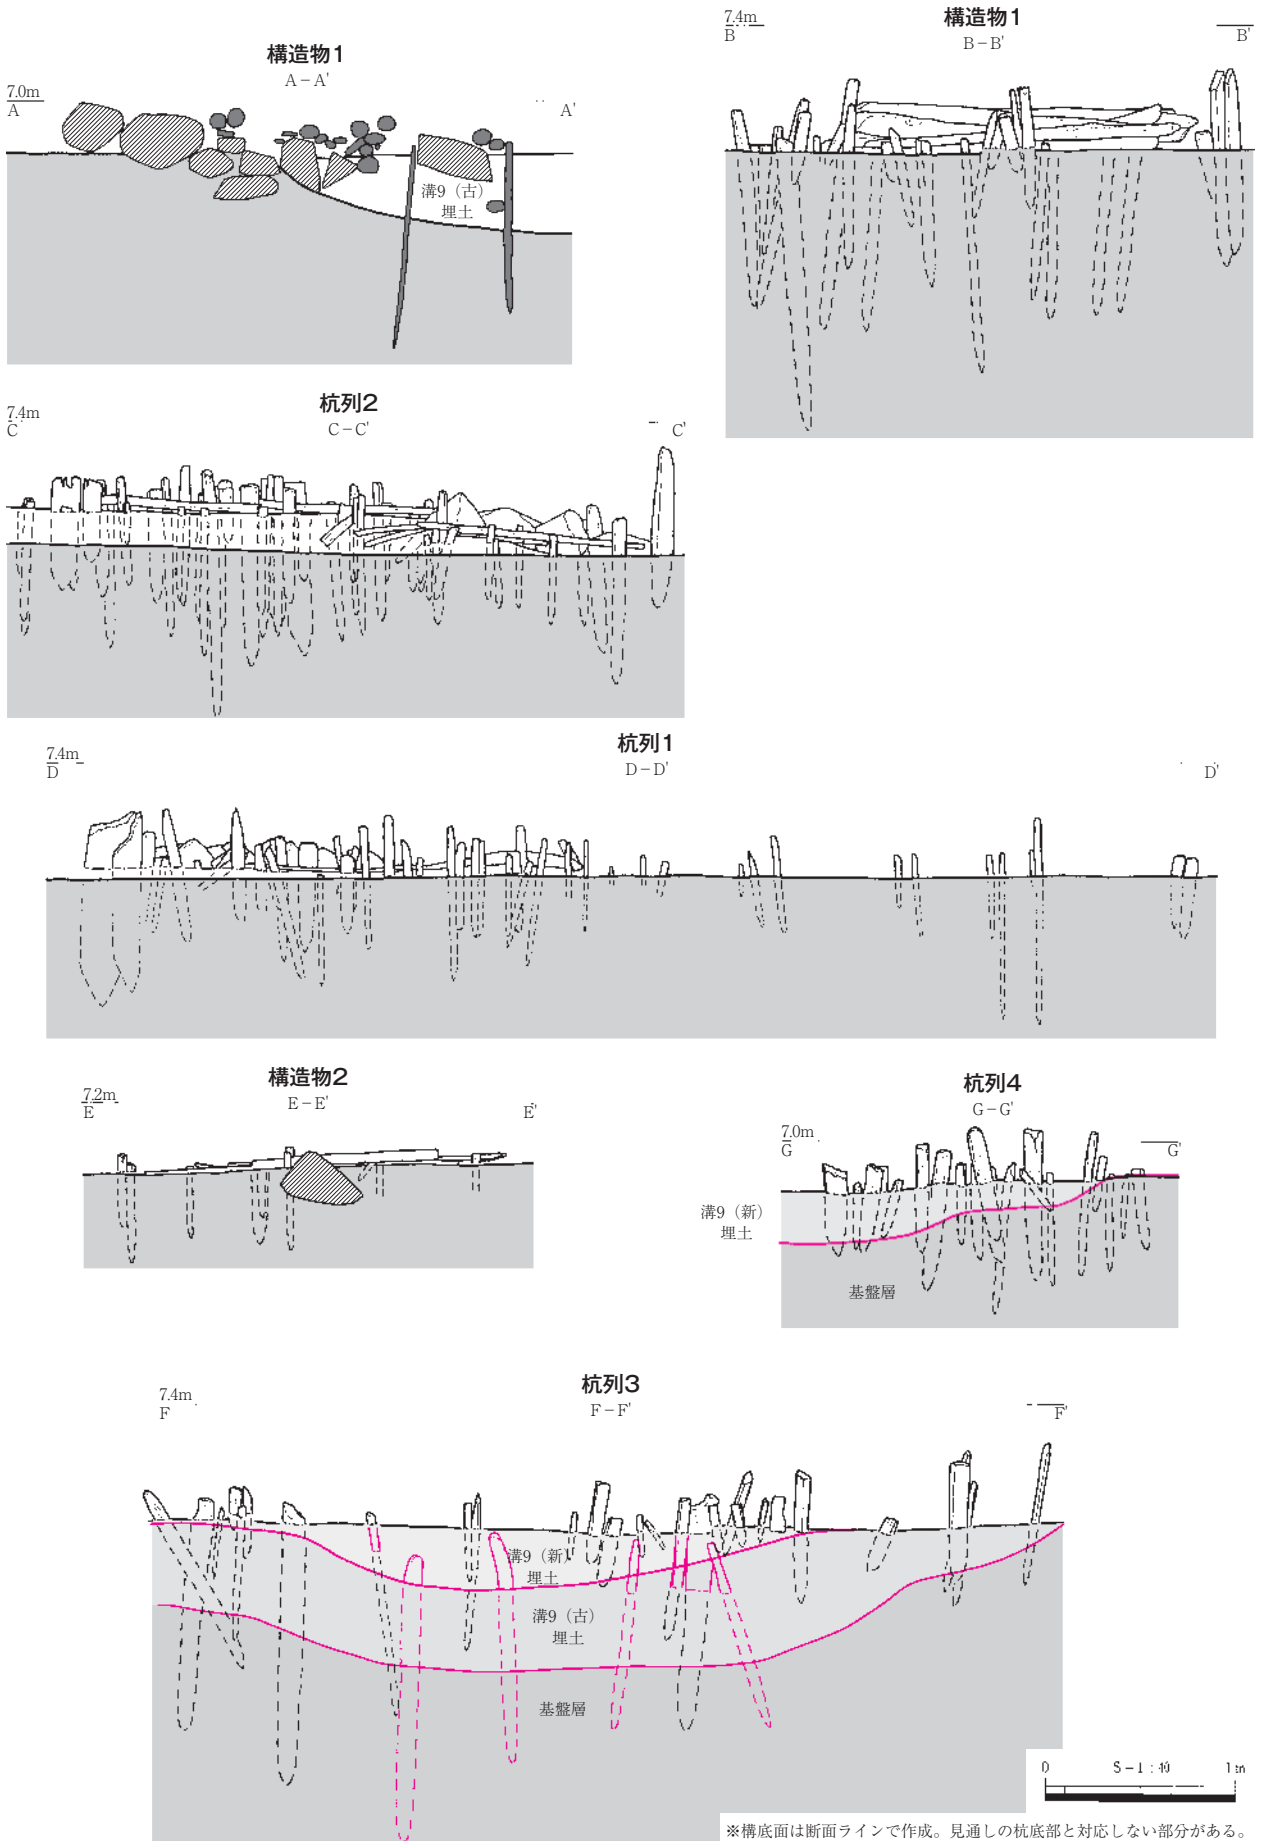 構造物1
A－A'
7.0m
A
A'
溝9（古）
埋土
構造物1
B－B'
7.4m
B
B'
杭列2
C－C'
7.4m
C
C'
杭列1
D－D'
7.4m
D
D'
構造物2
E－E'
7.2m
E
E'
杭列4
G－G'
7.0m
G
G'
溝9（新）
埋土
基盤層
杭列3
F－F'
7.4m
F
F'
溝9（新）
埋土
溝9（古）
埋土
基盤層
0 S－1:40 1m
※構底面は断面ラインで作成。見通しの杭底部と対応しない部分がある。